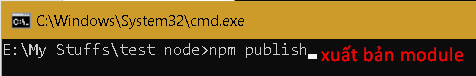 C:\Windows\System32\cmd.exe
E:\My Stuffs\test node>npm publish xuất bản module